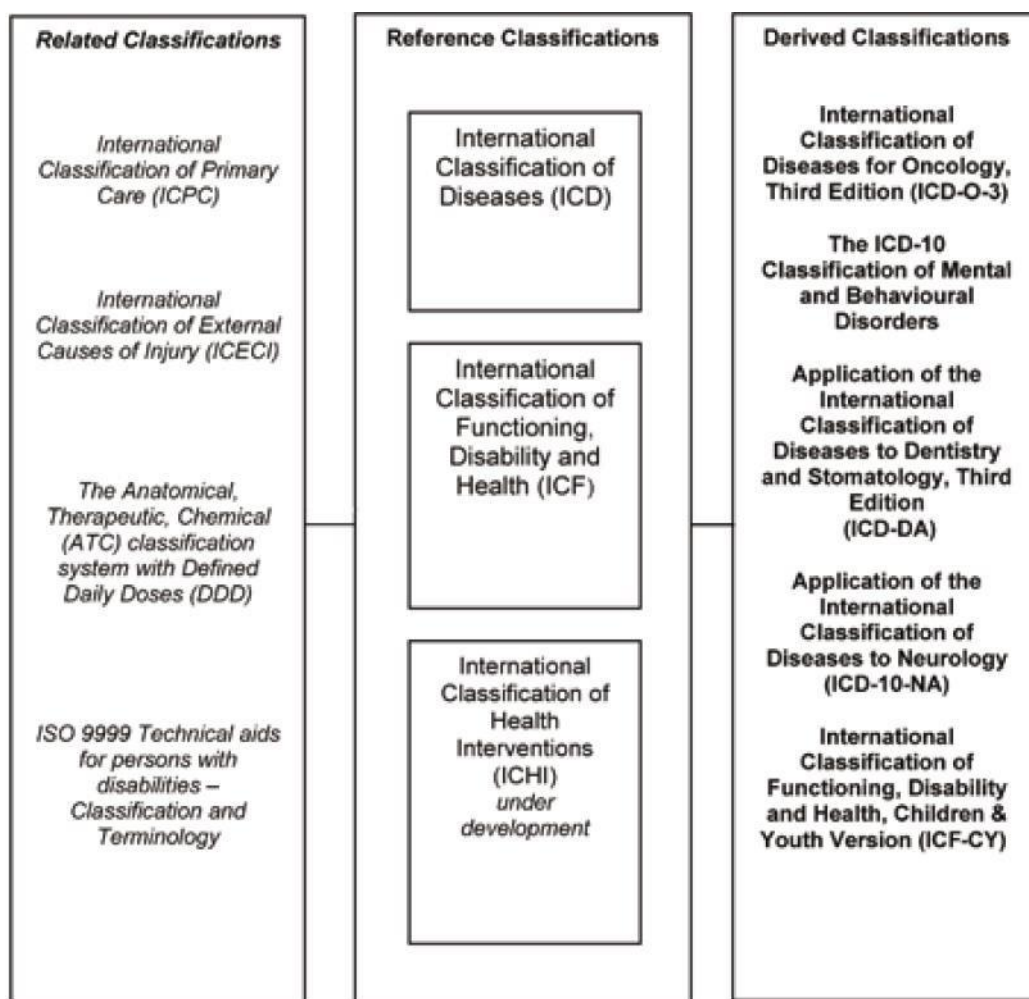 Related Classifications
International
Classification of Primary
Care (ICPC)
International
Classification of External
Causes of Injury (ICECI)
The Anatomical,
Therapeutic, Chemical
(ATC) classification
system with Defined
Daily Doses (DDD)
ISO 9999 Technical aids
for persons with
disabilities –
Classification and
Terminology
Reference Classifications
International
Classification of
Diseases (ICD)
International
Classification of
Functioning,
Disability and
Health (ICF)
International
Classification of
Health
Interventions
(ICHI)
under
development
Derived Classifications
International
Classification of
Diseases for Oncology,
Third Edition (ICD-O-3)
The ICD-10
Classification of Mental
and Behavioural
Disorders
Application of the
International
Classification of
Diseases to Dentistry
and Stomatology, Third
Edition
(ICD-DA)
Application of the
International
Classification of
Diseases to Neurology
(ICD-10-NA)
International
Classification of
Functioning, Disability
and Health, Children &
Youth Version (ICF-CY)